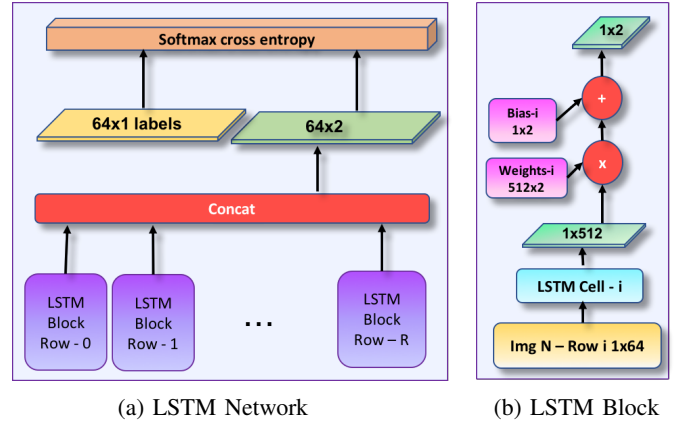 Softmax cross entropy
64x1 labels
64x2
Concat
LSTM
Block
Row - 0
LSTM
Block
Row - 1
...
LSTM
Block
Row – R
(a) LSTM Network
1x2
+
Bias-i
1x2
x
Weights-i
512x2
1x512
LSTM Cell - i
Img N – Row i 1x64
(b) LSTM Block